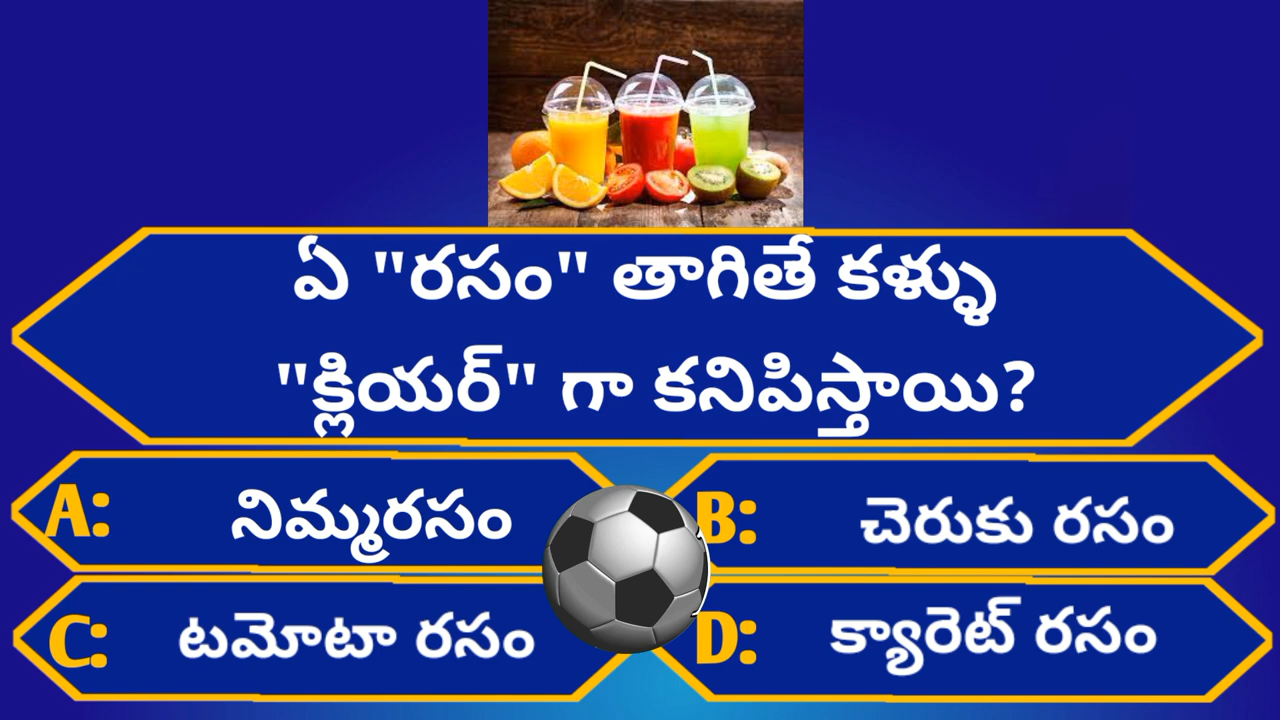 ఏ "రసం" తాగితే కళ్ళు
"క్లియర్" గా కనిపిస్తాయి?
A: నిమ్మరసం
B: చెరుకు రసం
C: టమోటా రసం
D: క్యారెట్ రసం